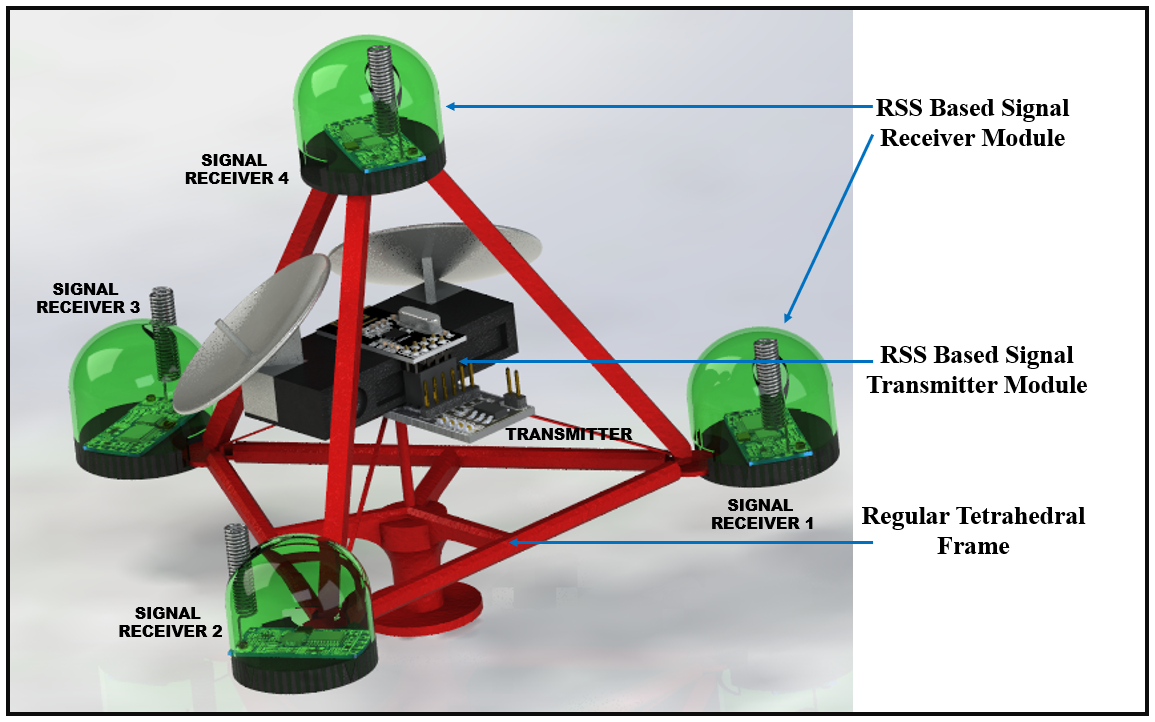 RSS Based Signal
Receiver Module
SIGNAL
RECEIVER 4
SIGNAL
RECEIVER 3
RSS Based Signal
Transmitter Module
TRANSMITTER
SIGNAL
RECEIVER 1
Regular Tetrahedral
Frame
SIGNAL
RECEIVER 2